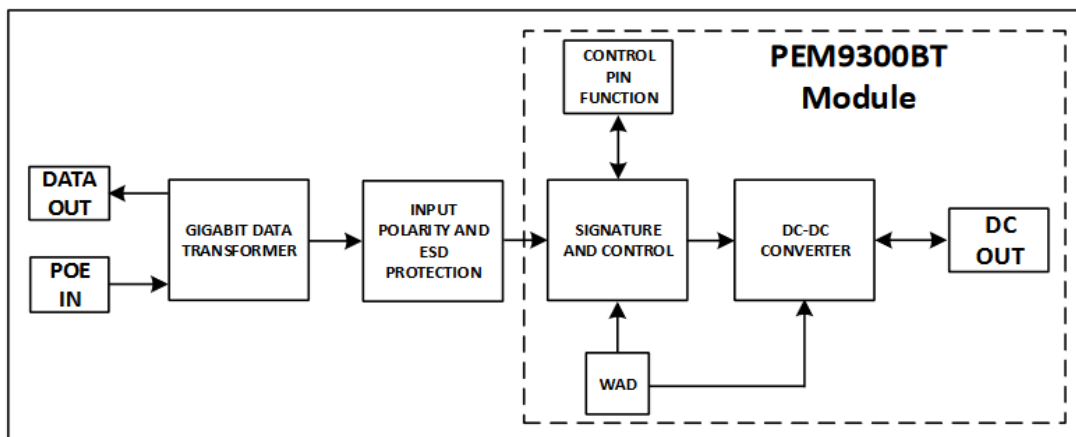 PEM9300BT
Module
CONTROL
PIN
FUNCTION
DATA
OUT
POE
IN
GIGABIT DATA
TRANSFORMER
INPUT
POLARITY AND
ESD
PROTECTION
SIGNATURE
AND CONTROL
DC-DC
CONVERTER
DC
OUT
WAD